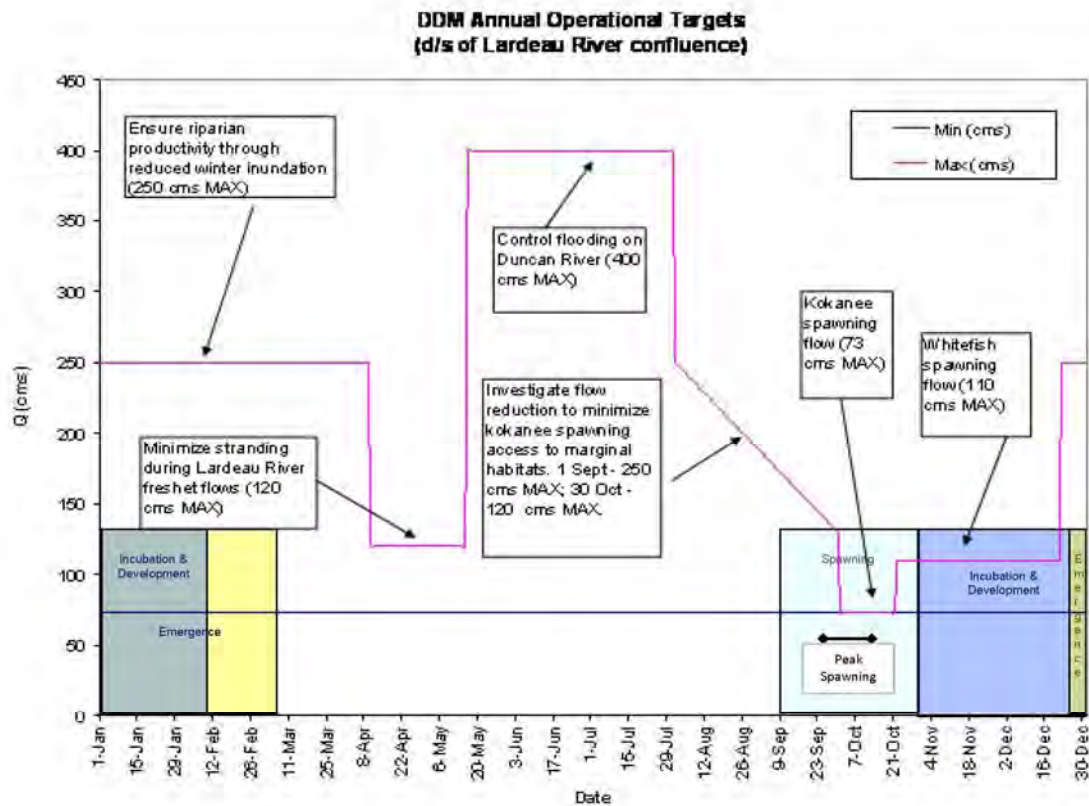 DDM Annual Operational Targets
(d/s of Lardeau River confluence)
450
400
350
300
250
200
150
100
50
0
Q (cms)
Ensure riparian
productivity through
reduced winter inundation
(250 cms MAX)
Min (cms)
Max (cms)
Control flooding on
Duncan River (400
cms MAX)
Kokanee
spawning
flow (73
cms MAX)
Whitefish
spawning
flow (110
cms MAX)
Investigate flow
reduction to minimize
kokanee spawning
access to marginal
habitats. 1 Sept - 250
cms MAX; 30 Oct -
120 cms MAX.
Minimize stranding
during Lardeau River
freshet flows (120
cms MAX)
Incubation &
Development
Emergence
Spawning
Peak
Spawning
Incubation &
Development
Emergence
1-Jan
15-Jan
29-Jan
12-Feb
26-Feb
11-Mar
25-Mar
8-Apr
22-Apr
6-May
20-May
3-Jun
17-Jun
1-Jul
15-Jul
29-Jul
12-Aug
26-Aug
9-Sep
23-Sep
7-Oct
21-Oct
4-Nov
18-Nov
2-Dec
16-Dec
30-Dec
Date